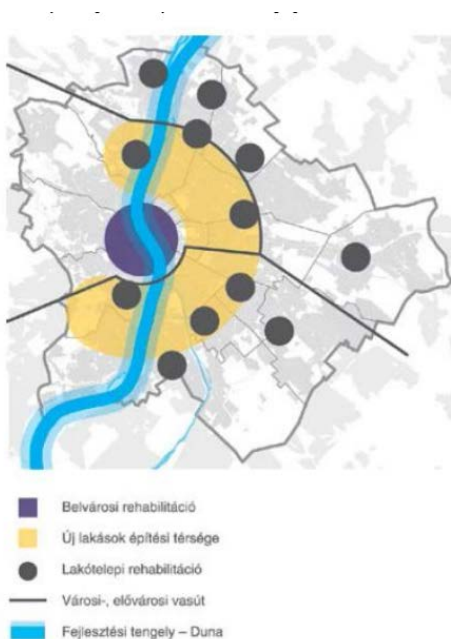 Belvárosi rehabilitáció
Új lakások építési térsége
Lakótelepi rehabilitáció
Városi-, elővárosi vasút
Fejlesztési tengely – Duna